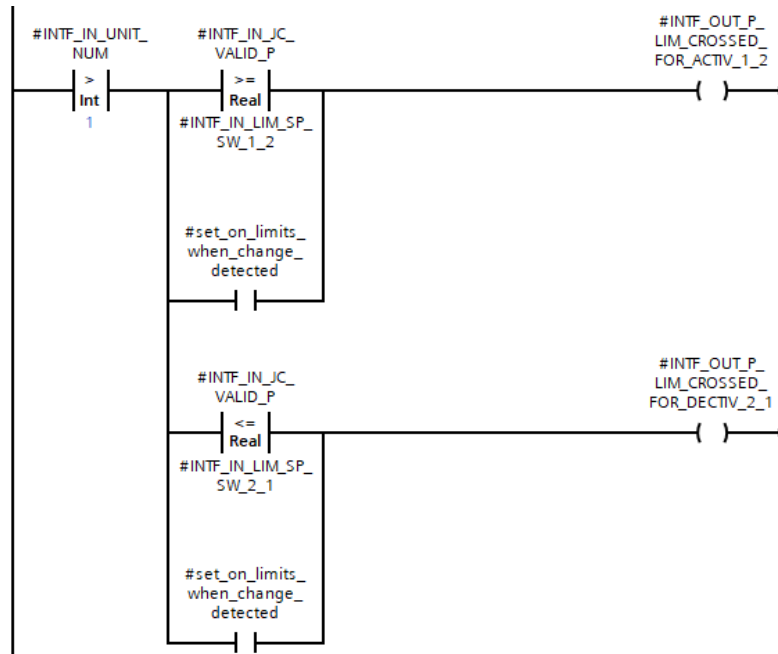 #INTF_IN_UNIT_
NUM
>
Int
1
#INTF_IN_JC_
VALID_P
>=
Real
#INTF_IN_LIM_SP_
SW_1_2
#INTF_OUT_P_
LIM_CROSSED_
FOR_ACTIV_1_2
#set_on_limits_
when_change_
detected
#INTF_IN_JC_
VALID_P
<=
Real
#INTF_IN_LIM_SP_
SW_2_1
#INTF_OUT_P_
LIM_CROSSED_
FOR_DECTIV_2_1
#set_on_limits_
when_change_
detected